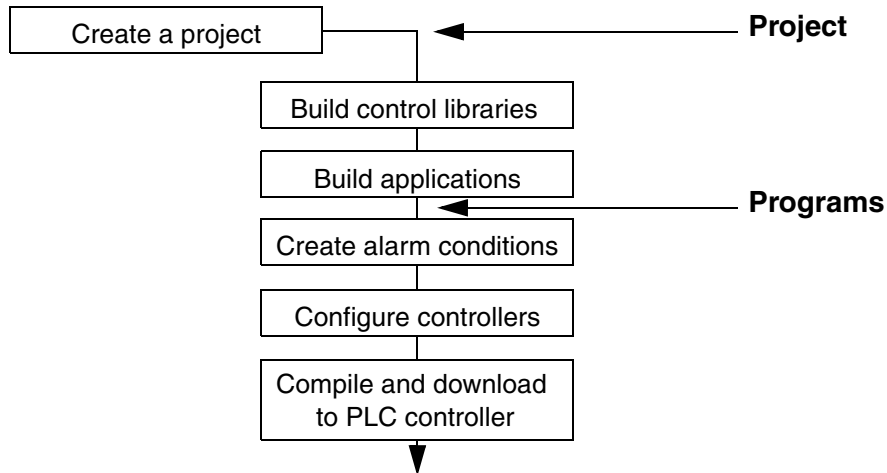 Create a project
Project
Build control libraries
Build applications
Programs
Create alarm conditions
Configure controllers
Compile and download
to PLC controller